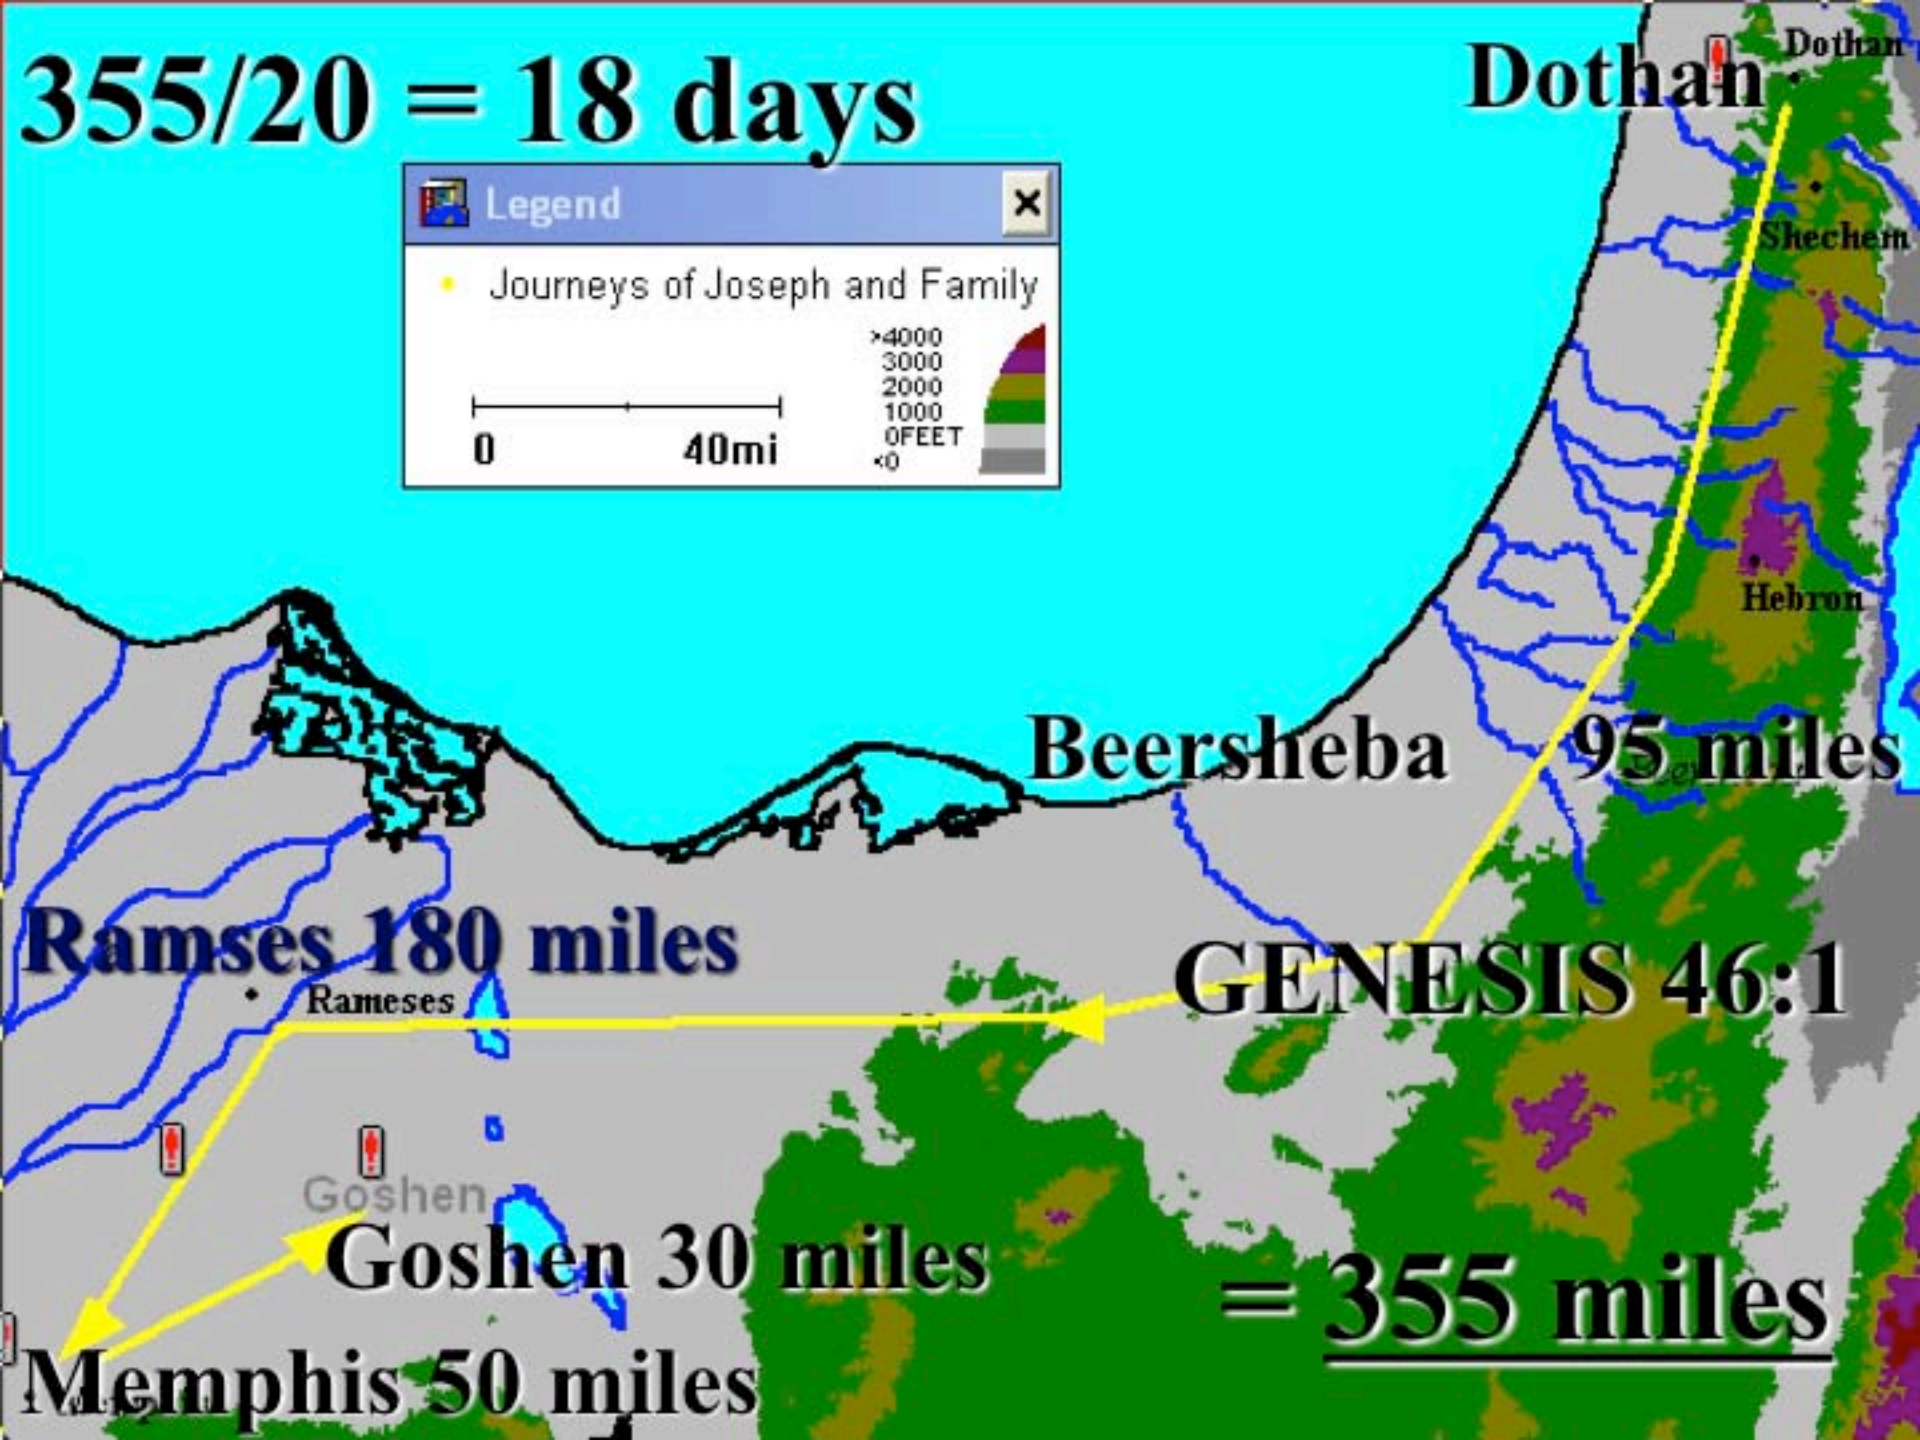 355/20 = 18 days
Dothan
Dothan
Legend
Journeys of Joseph and Family
>4000
3000
2000
1000
0FEET
<0
0 40mi
Shechem
Hebron
Beersheba 95 miles
Ramses 180 miles
Rameses
GENESIS 46:1
Goshen
Goshen 30 miles
= 355 miles
Memphis 50 miles